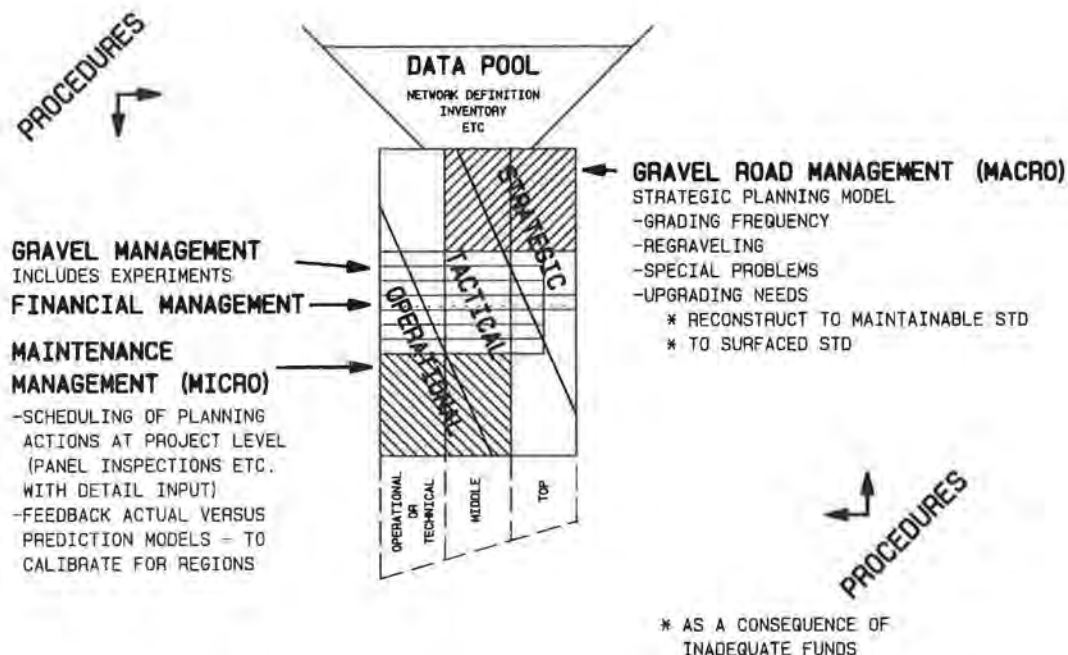 PROCEDURES
DATA POOL
NETWORK DEFINITION
INVENTORY
ETC
STRATEGIC
TACTICAL
OPERATIONAL
GRAVEL MANAGEMENT
INCLUDES EXPERIMENTS
FINANCIAL MANAGEMENT
MAINTENANCE
MANAGEMENT (MICRO)
-SCHEDULING OF PLANNING
ACTIONS AT PROJECT LEVEL
(PANEL INSPECTIONS ETC.
WITH DETAIL INPUT)
-FEEDBACK ACTUAL VERSUS
PREDICTION MODELS - TO
CALIBRATE FOR REGIONS
GRAVEL ROAD MANAGEMENT (MACRO)
STRATEGIC PLANNING MODEL
-GRADING FREQUENCY
-REGRAVELING
-SPECIAL PROBLEMS
-UPGRADING NEEDS
* RECONSTRUCT TO MAINTAINABLE STD
* TO SURFACED STD
OPERATIONAL
OR
TECHNICAL
MIDDLE
TOP
PROCEDURES
* AS A CONSEQUENCE OF
INADEQUATE FUNDS